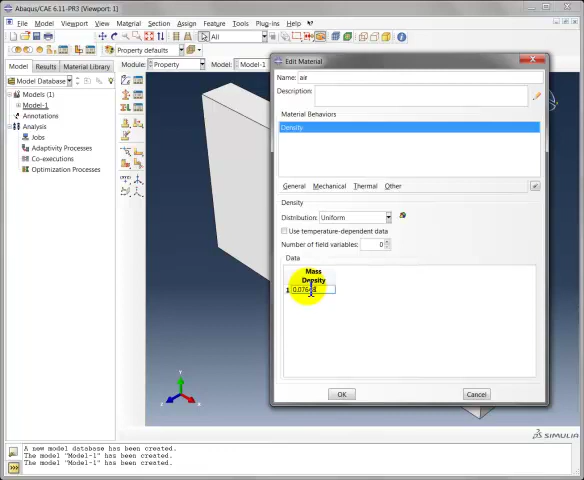 Abaqus/CAE 6.11-PR3 [Viewport: 1]
File Model Viewport View Material Section Assign Feature Tools Plug-ins
All
Property defaults
Model Results Material Library
Module: Property Model: Model-1
Model Database
Models (1)
Model-1
Annotations
Analysis
Jobs
Adaptivity Processes
Co-executions
Optimization Processes
Edit Material
Name: air
Description:
Material Behaviors
Density
General Mechanical Thermal Other
Density
Distribution: Uniform
Use temperature-dependent data
Number of field variables: 0
Data
Mass
Density
1
OK Cancel
Y
Z X
SIMULIA
A new model database has been created.
The model "Model-1" has been created.
The model "Model-1" has been created.